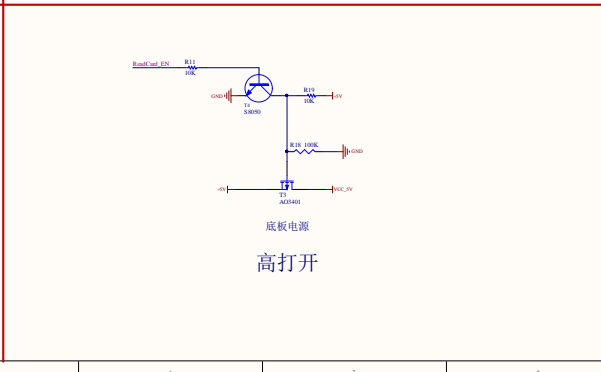 ReadCard_EN
R11
10K
GND
T4
S8050
R19
10K
+5V
R18 100K
GND
+5V
T5
AO3401
VCC_5V
底板电源
高打开